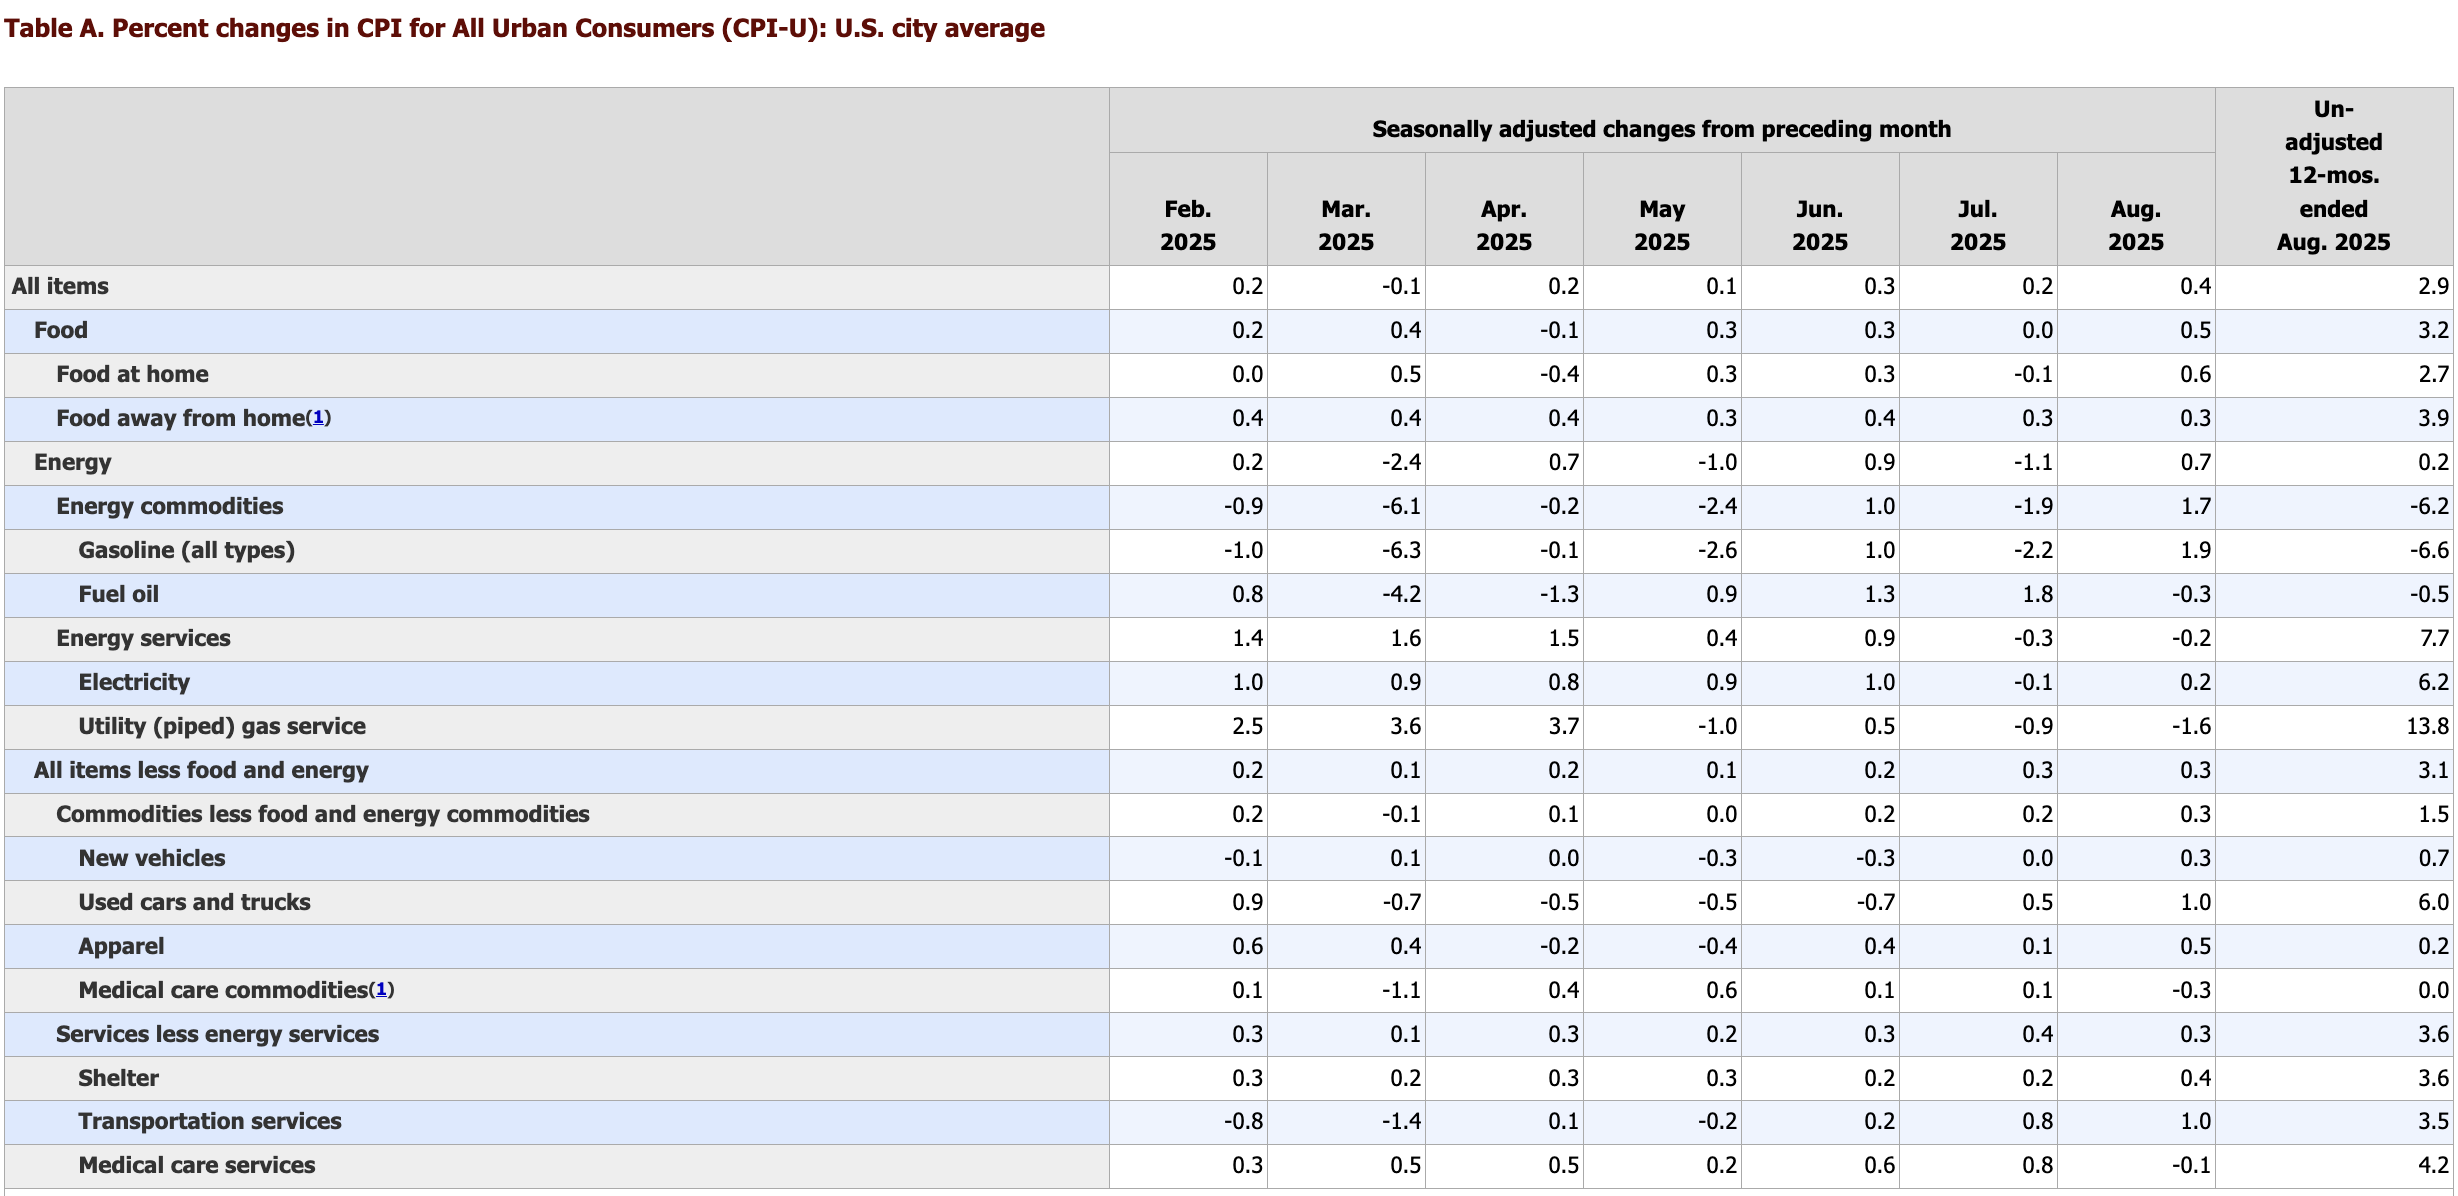 Table A. Percent changes in CPI for All Urban Consumers (CPI-U): U.S. city average
Seasonally adjusted changes from preceding month
Un-
adjusted
12-mos.
ended
Aug. 2025
Feb.
2025
Mar.
2025
Apr.
2025
May
2025
Jun.
2025
Jul.
2025
Aug.
2025
All items 0.2 -0.1 0.2 0.1 0.3 0.2 0.4 2.9
Food 0.2 0.4 -0.1 0.3 0.3 0.0 0.5 3.2
Food at home 0.0 0.5 -0.4 0.3 0.3 -0.1 0.6 2.7
Food away from home(1) 0.4 0.4 0.4 0.3 0.4 0.3 0.3 3.9
Energy 0.2 -2.4 0.7 -1.0 0.9 -1.1 0.7 0.2
Energy commodities -0.9 -6.1 -0.2 -2.4 1.0 -1.9 1.7 -6.2
Gasoline (all types) -1.0 -6.3 -0.1 -2.6 1.0 -2.2 1.9 -6.6
Fuel oil 0.8 -4.2 -1.3 0.9 1.3 1.8 -0.3 -0.5
Energy services 1.4 1.6 1.5 0.4 0.9 -0.3 -0.2 7.7
Electricity 1.0 0.9 0.8 0.9 1.0 -0.1 0.2 6.2
Utility (piped) gas service 2.5 3.6 3.7 -1.0 0.5 -0.9 -1.6 13.8
All items less food and energy 0.2 0.1 0.2 0.1 0.2 0.3 0.3 3.1
Commodities less food and energy commodities 0.2 -0.1 0.1 0.0 0.2 0.2 0.3 1.5
New vehicles -0.1 0.1 0.0 -0.3 -0.3 0.0 0.3 0.7
Used cars and trucks 0.9 -0.7 -0.5 -0.5 -0.7 0.5 1.0 6.0
Apparel 0.6 0.4 -0.2 -0.4 0.4 0.1 0.5 0.2
Medical care commodities(1) 0.1 -1.1 0.4 0.6 0.1 0.1 -0.3 0.0
Services less energy services 0.3 0.1 0.3 0.2 0.3 0.4 0.3 3.6
Shelter 0.3 0.2 0.3 0.3 0.2 0.2 0.4 3.6
Transportation services -0.8 -1.4 0.1 -0.2 0.2 0.8 1.0 3.5
Medical care services 0.3 0.5 0.5 0.2 0.6 0.8 -0.1 4.2